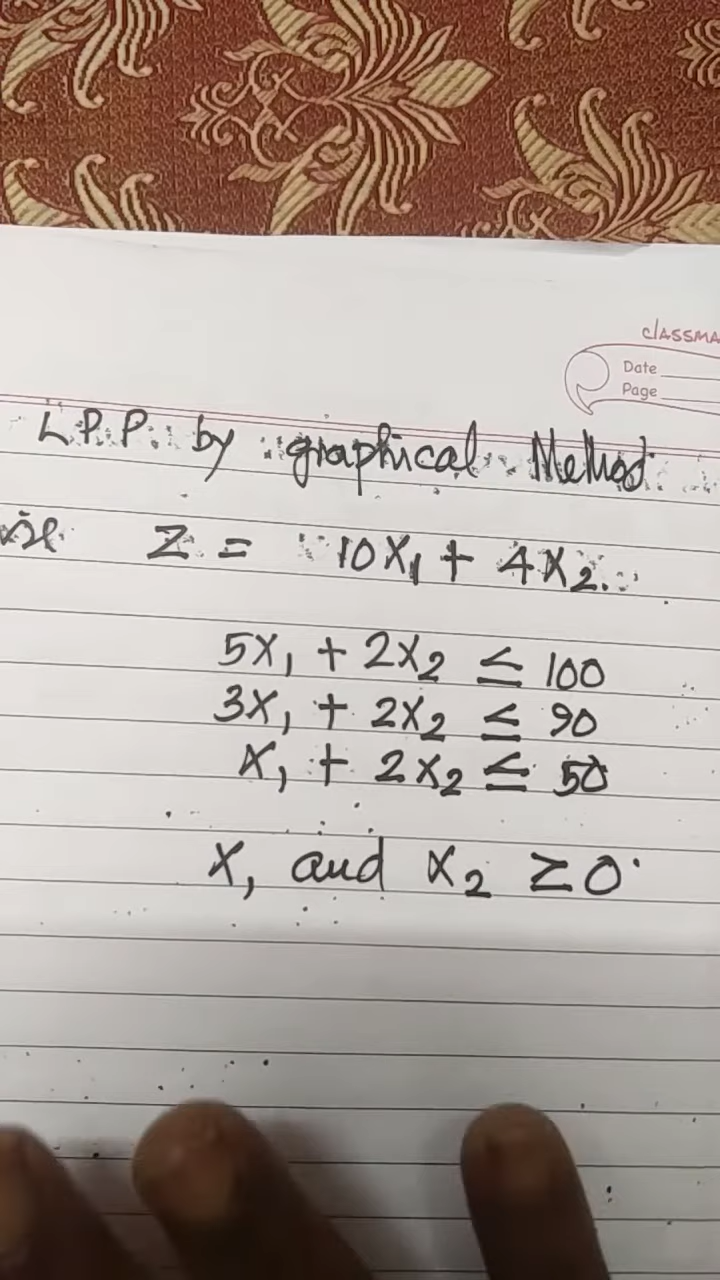 classma
Date
Page
L.P.P. by graphical Method
Z = 10X₁ + 4X₂.
5X₁ + 2X₂ ≤ 100
3X₁ + 2X₂ ≤ 90
X₁ + 2X₂ ≤ 50
X₁ and X₂ ≥ 0